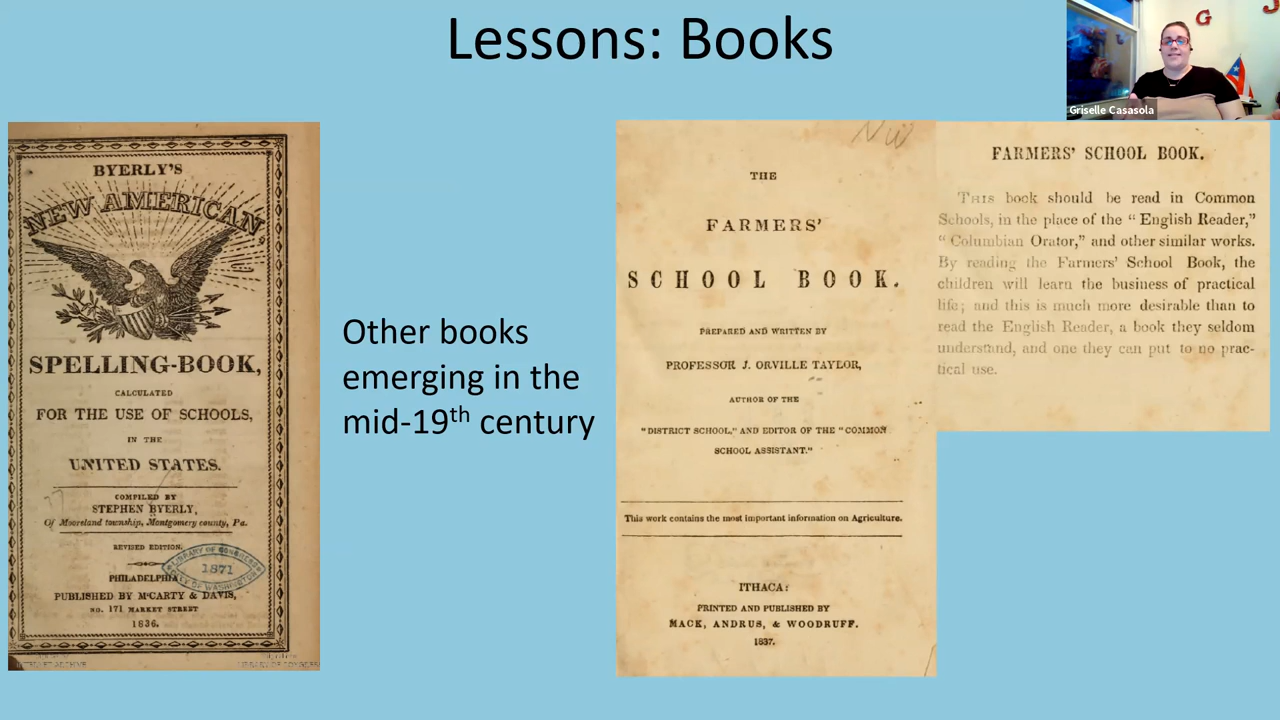 Lessons: Books
G
J
Griselle Casasola
BYERLY'S
NEW AMERICAN
SPELLING-BOOK,
CALCULATED
FOR THE USE OF SCHOOLS,
IN THE
UNITED STATES.
COMPILED BY
STEPHEN BYERLY,
Of Mooreland township, Montgomery county, Pa.
REVISED EDITION.
LIBRARY OF CONGRESS
1871
CITY OF WASHINGTON
PHILADELPHIA
PUBLISHED BY M'CARTY & DAVIS,
NO. 171 MARKET STREET
1836.
Other books
emerging in the
mid-19th century
THE
FARMERS'
SCHOOL BOOK.
PREPARED AND WRITTEN BY
PROFESSOR J. ORVILLE TAYLOR,
AUTHOR OF THE
"DISTRICT SCHOOL," AND EDITOR OF THE "COMMON
SCHOOL ASSISTANT."
This work contains the most important information on Agriculture.
ITHACA:
PRINTED AND PUBLISHED BY
MACK, ANDRUS, & WOODRUFF.
1837.
FARMERS' SCHOOL BOOK.
THIS book should be read in Common
Schools, in the place of the "English Reader,"
"Columbian Orator," and other similar works.
By reading the Farmers' School Book, the
children will learn the business of practical
life; and this is much more desirable than to
read the English Reader, a book they seldom
understand, and one they can put to no prac-
tical use.